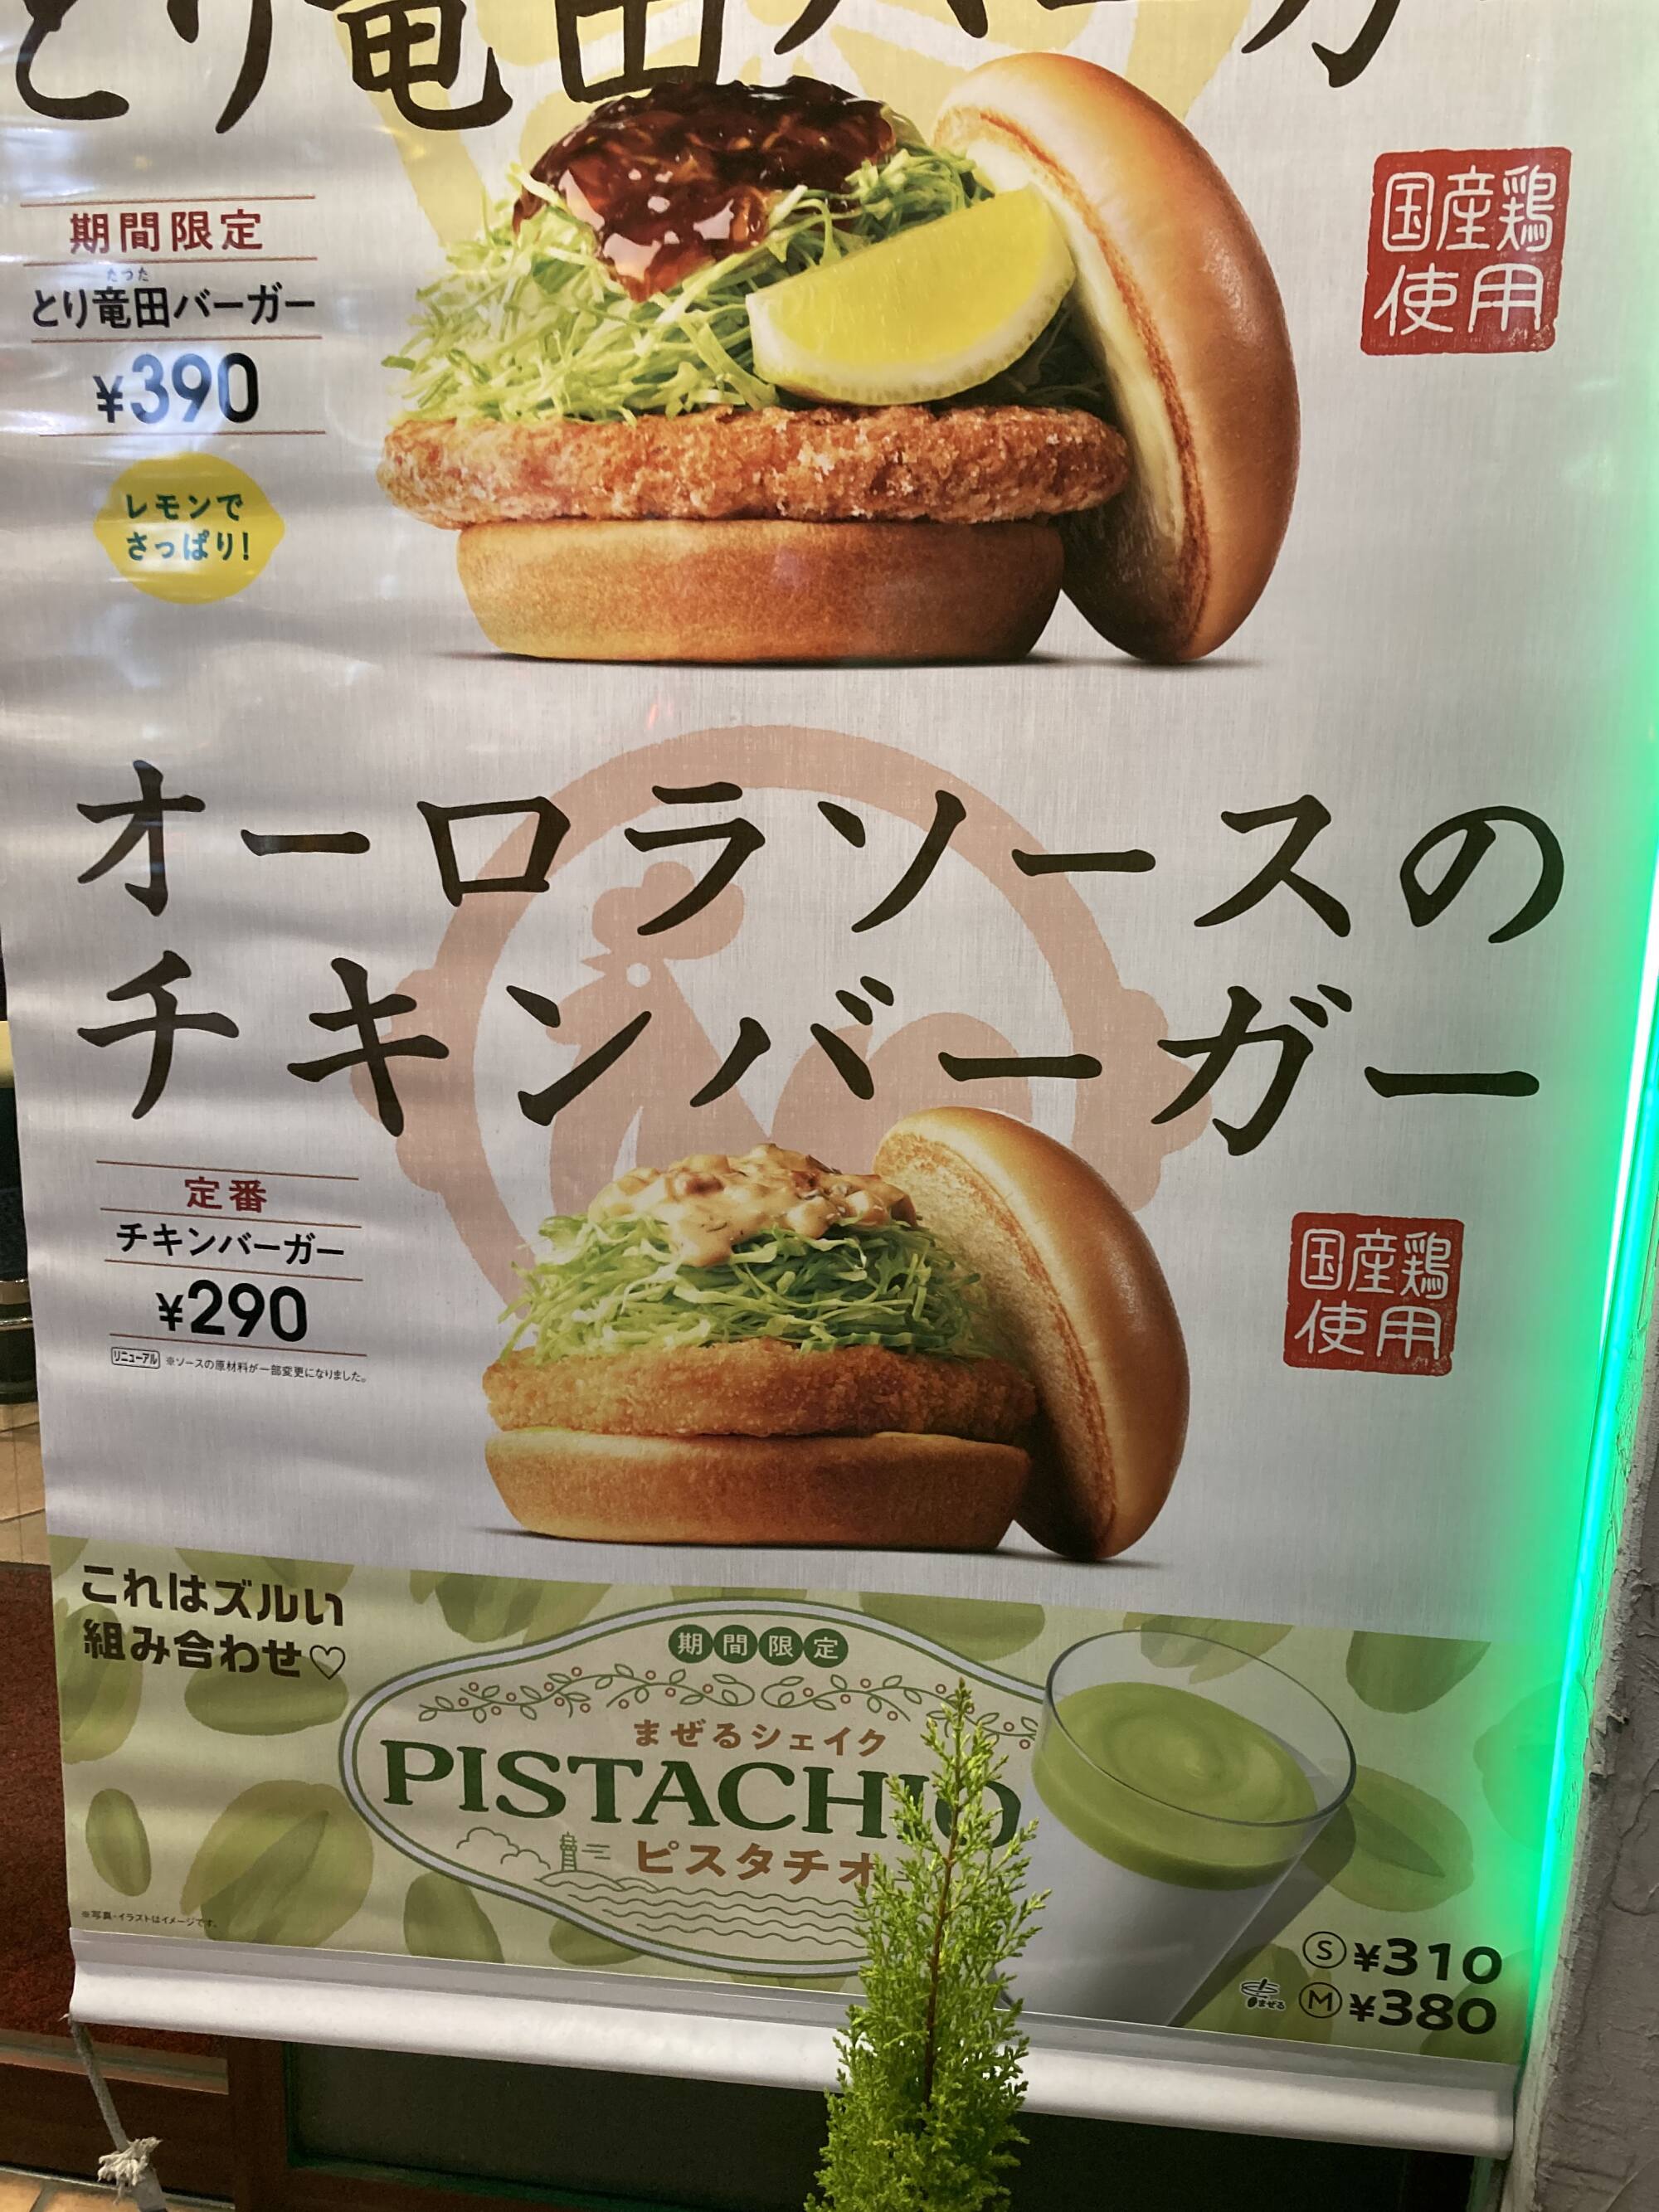 とり竜田バーガー
期間限定
たつた
とり竜田バーガー
¥390
レモンで
さっぱり!
国産鶏
使用
オーロラソースの
チキンバーガー
定番
チキンバーガー
¥290
リニューアル ※ソースの原材料が一部変更になりました。
国産鶏
使用
これはズルい
組み合わせ♡
期間限定
まぜるシェイク
PISTACHIO
ピスタチオ
※写真・イラストはイメージです。
Ⓢ¥310
まぜる Ⓜ¥380